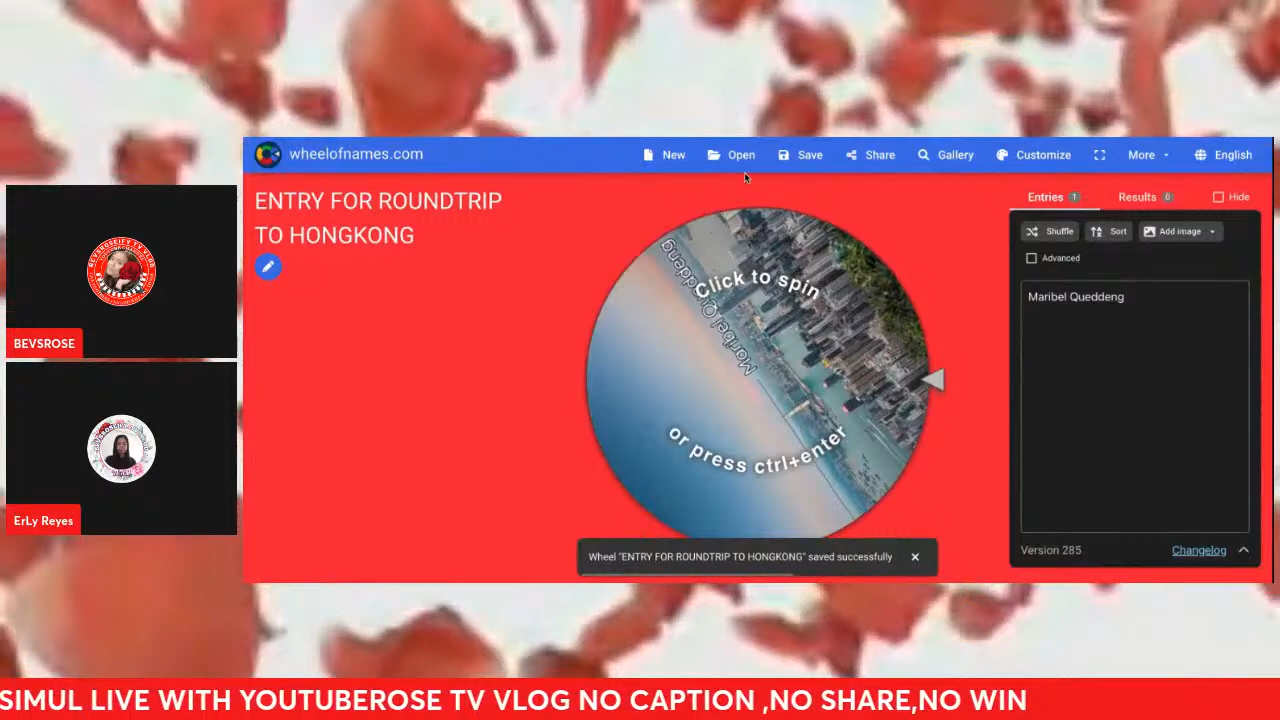 wheelofnames.com
New
Open
Save
Share
Gallery
Customize
More
English
ENTRY FOR ROUNDTRIP
TO HONGKONG
Entries 1
Results 0
Hide
Shuffle
Sort
Add image
Advanced
Maribel Queddeng
Click to spin
Maribel Queddeng
or press ctrl+enter
Version 285
Changelog
Wheel "ENTRY FOR ROUNDTRIP TO HONGKONG" saved successfully
BEVSROSE
ErLy Reyes
SIMUL LIVE WITH YOUTUBEROSE TV VLOG NO CAPTION ,NO SHARE,NO WIN